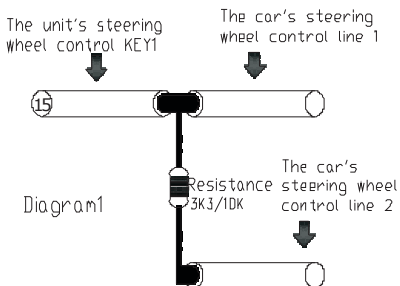 The unit's steering
wheel control KEY1
The car's steering
wheel control line 1
15
Resistance
3K3/1DK
The car's
steering wheel
control line 2
Diagram1